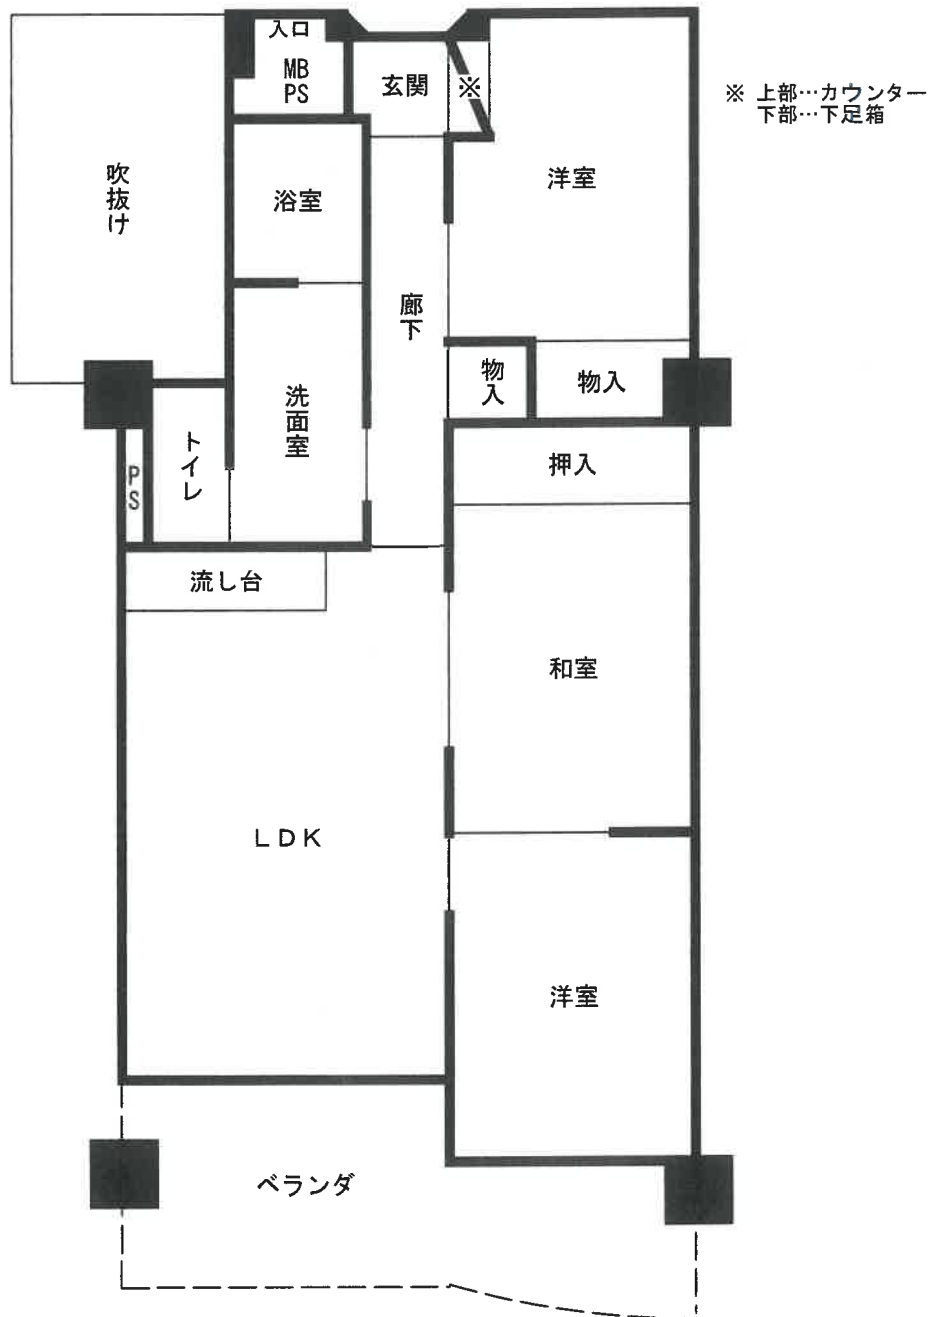 入口
MB
PS
玄関
※
※ 上部…カウンター
下部…下足箱
吹抜け
浴室
洋室
廊下
洗面室
物入
物入
トイレ
PS
押入
流し台
和室
LDK
洋室
ベランダ